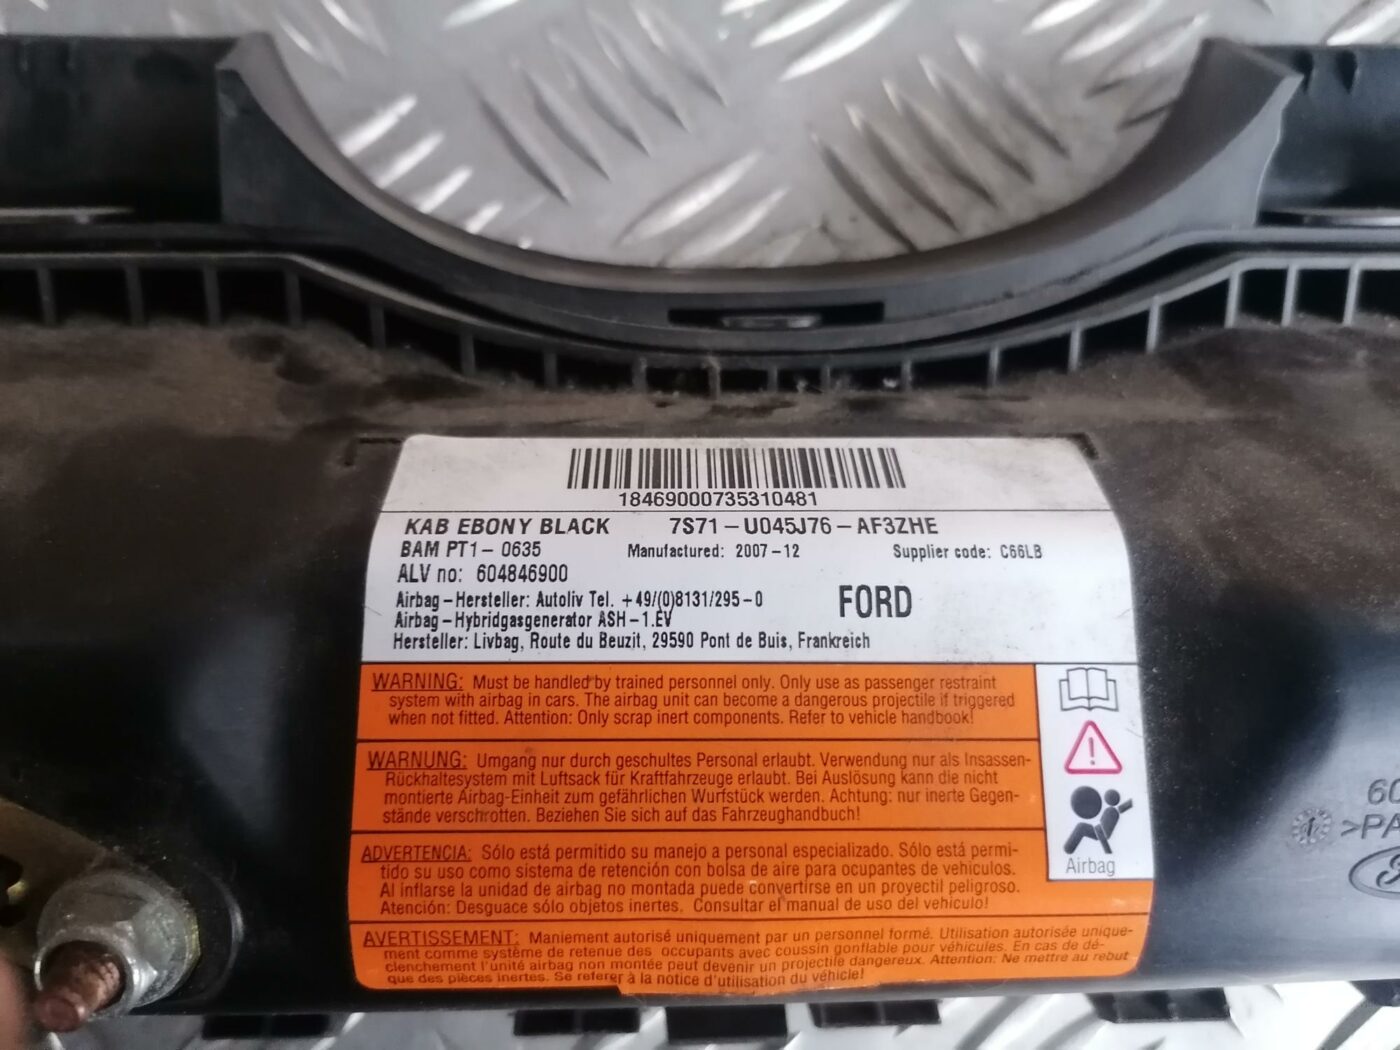 18469000735310481
KAB EBONY BLACK 7S71-U045J76-AF3ZHE
BAM PT1-0635 Manufactured: 2007-12 Supplier code: C66LB
ALV no: 604846900
Airbag-Hersteller: Autoliv Tel. +49/(0)8131/295-0 FORD
Airbag-Hybridgasgenerator ASH-1.EV
Hersteller: Livbag, Route du Beuzit, 29590 Pont de Buis, Frankreich
WARNING: Must be handled by trained personnel only. Only use as passenger restraint
system with airbag in cars. The airbag unit can become a dangerous projectile if triggered
when not fitted. Attention: Only scrap inert components. Refer to vehicle handbook!
WARNUNG: Umgang nur durch geschultes Personal erlaubt. Verwendung nur als Insassen-
Rückhaltesystem mit Luftsack für Kraftfahrzeuge erlaubt. Bei Auslösung kann die nicht
montierte Airbag-Einheit zum gefährlichen Wurfstück werden. Achtung: nur inerte Gegen-
stände verschrotten. Beziehen Sie sich auf das Fahrzeughandbuch!
ADVERTENCIA: Sólo está permitido su manejo a personal especializado. Sólo está permi-
tido su uso como sistema de retención con bolsa de aire para ocupantes de vehículos.
Al inflarse la unidad de airbag no montada puede convertirse en un proyectil peligroso.
Atención: Desguace sólo objetos inertes. Consultar el manual de uso del vehículo!
AVERTISSEMENT: Maniement autorisé uniquement par un personnel formé. Utilisation autorisée unique-
ment comme système de retenue des occupants avec coussin gonflable pour véhicules. En cas de dé-
clenchement l'unité airbag non montée peut devenir un projectile dangereux. Attention: Ne mettre au rebut
que des pièces inertes. Se referer à la notice d'utilisation du véhicle!
Airbag
60
>PA